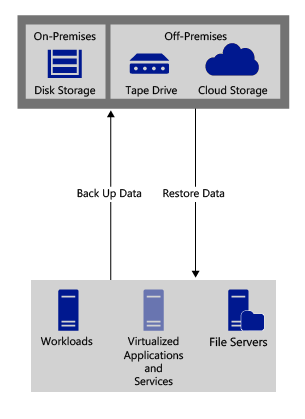 On-Premises
Off-Premises
Disk Storage
Tape Drive
Cloud Storage
Back Up Data
Restore Data
Workloads
Virtualized
Applications
and
Services
File Servers